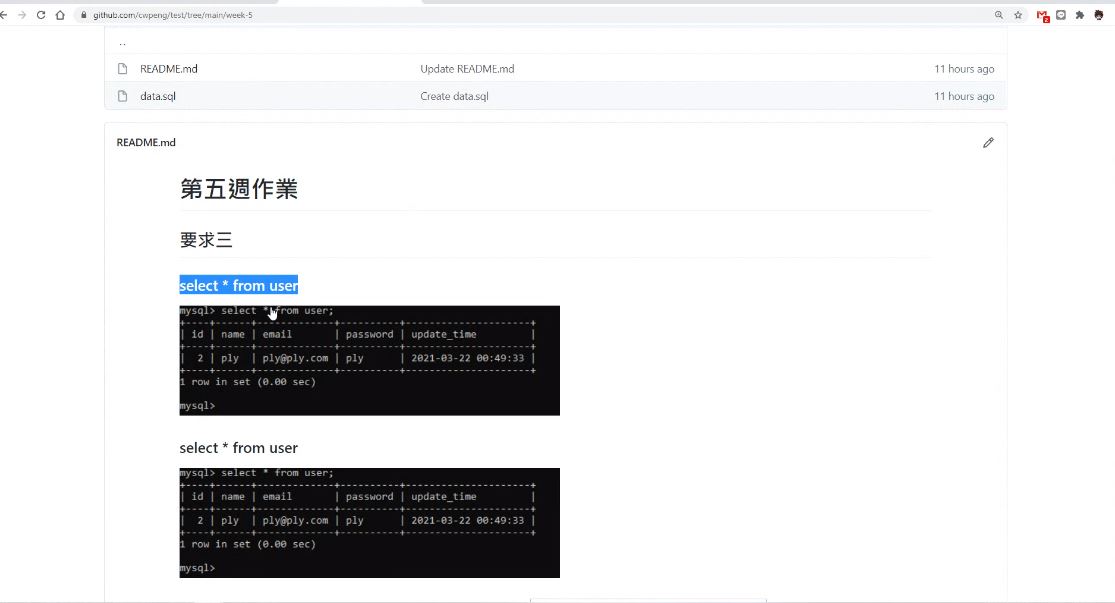 github.com/cwpeng/test/tree/main/week-5
2
..
README.md Update README.md 11 hours ago
data.sql Create data.sql 11 hours ago
README.md
第五週作業
要求三
select * from user
mysql> select * from user;
+----+------+-------------+----------+---------------------+
| id | name | email | password | update_time |
+----+------+-------------+----------+---------------------+
| 2 | ply | ply@ply.com | ply | 2021-03-22 00:49:33 |
+----+------+-------------+----------+---------------------+
1 row in set (0.00 sec)
mysql>
select * from user
mysql> select * from user;
+----+------+-------------+----------+---------------------+
| id | name | email | password | update_time |
+----+------+-------------+----------+---------------------+
| 2 | ply | ply@ply.com | ply | 2021-03-22 00:49:33 |
+----+------+-------------+----------+---------------------+
1 row in set (0.00 sec)
mysql>